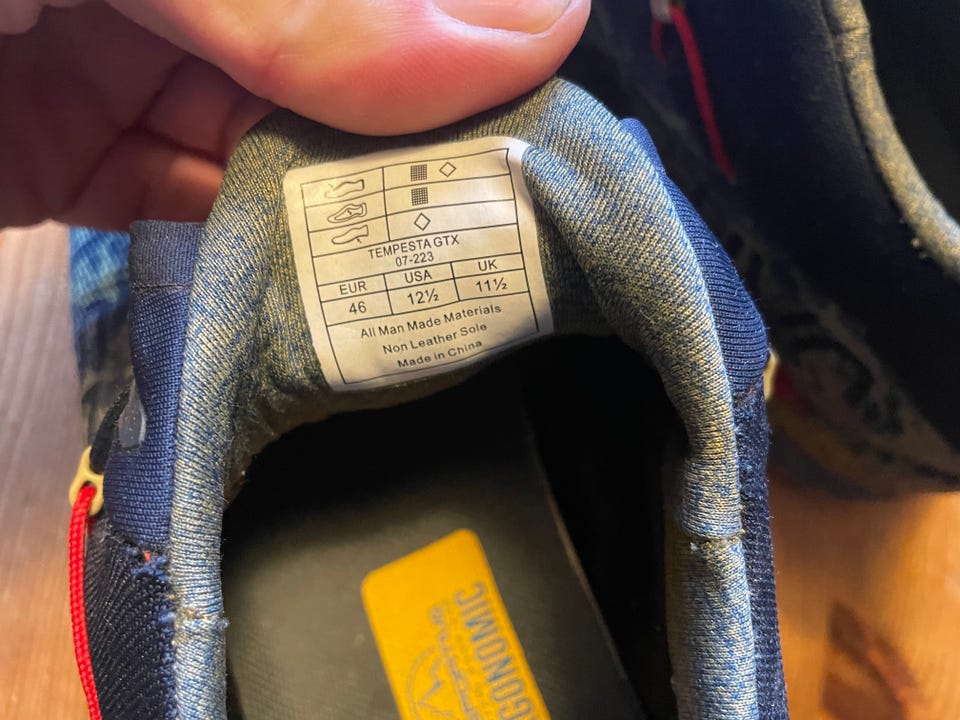 TEMPESTA GTX
07-223
EUR USA UK
46 12½ 11½
All Man Made Materials
Non Leather Sole
Made in China
GONOMIC